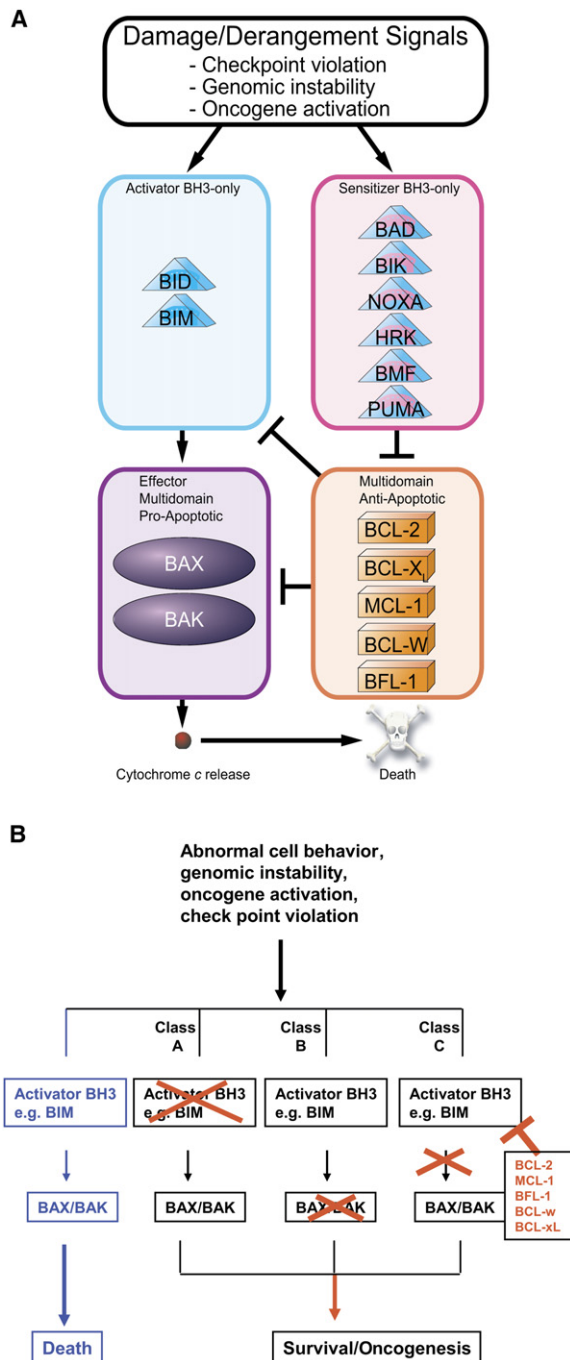 A
Damage/Derangement Signals
- Checkpoint violation
- Genomic instability
- Oncogene activation
Activator BH3-only
BID
BIM
Sensitizer BH3-only
BAD
BIK
NOXA
HRK
BMF
PUMA
Effector
Multidomain
Pro-Apoptotic
BAX
BAK
Multidomain
Anti-Apoptotic
BCL-2
BCL-XL
MCL-1
BCL-W
BFL-1
Cytochrome c release
Death
B
Abnormal cell behavior,
genomic instability,
oncogene activation,
check point violation
Class
A
Class
B
Class
C
Activator BH3
e.g. BIM
Activator BH3
e.g. BIM
Activator BH3
e.g. BIM
Activator BH3
e.g. BIM
BAX/BAK
BAX/BAK
BAX/BAK
BAX/BAK
BCL-2
MCL-1
BFL-1
BCL-w
BCL-xL
Death
Survival/Oncogenesis